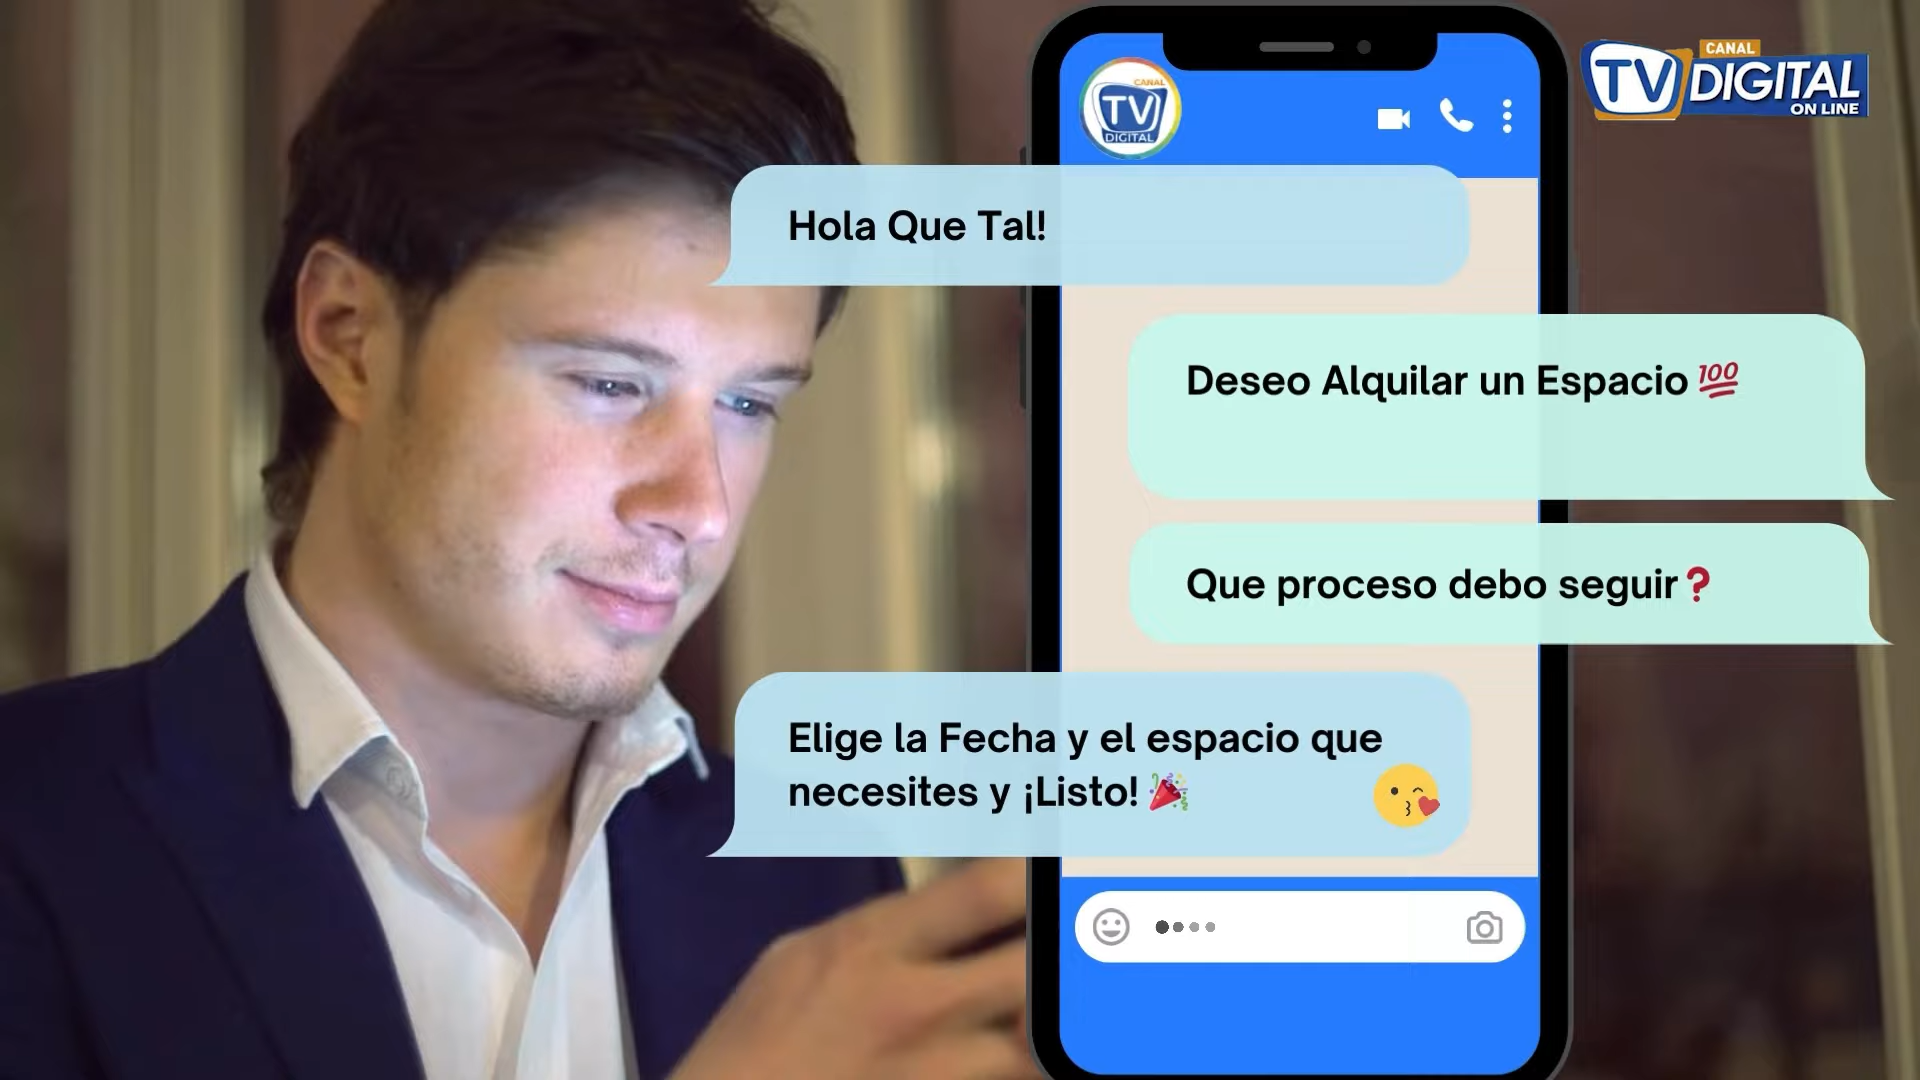 CANAL
TV DIGITAL
ON LINE
CANAL
TV
DIGITAL
Hola Que Tal!
Deseo Alquilar un Espacio 💯
Que proceso debo seguir❓
Elige la Fecha y el espacio que
necesites y ¡Listo! 🎉 😘